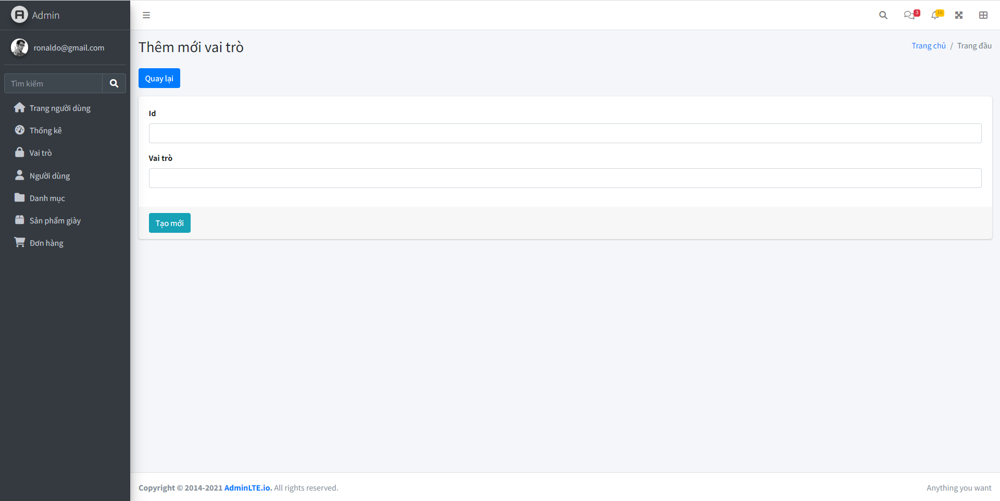 Admin
ronaldo@gmail.com
Tìm kiếm
Trang người dùng
Thống kê
Vai trò
Người dùng
Danh mục
Sản phẩm giày
Đơn hàng
3
15
Thêm mới vai trò
Trang chủ / Trang đầu
Quay lại
Id
Vai trò
Tạo mới
Copyright © 2014-2021 AdminLTE.io. All rights reserved.
Anything you want